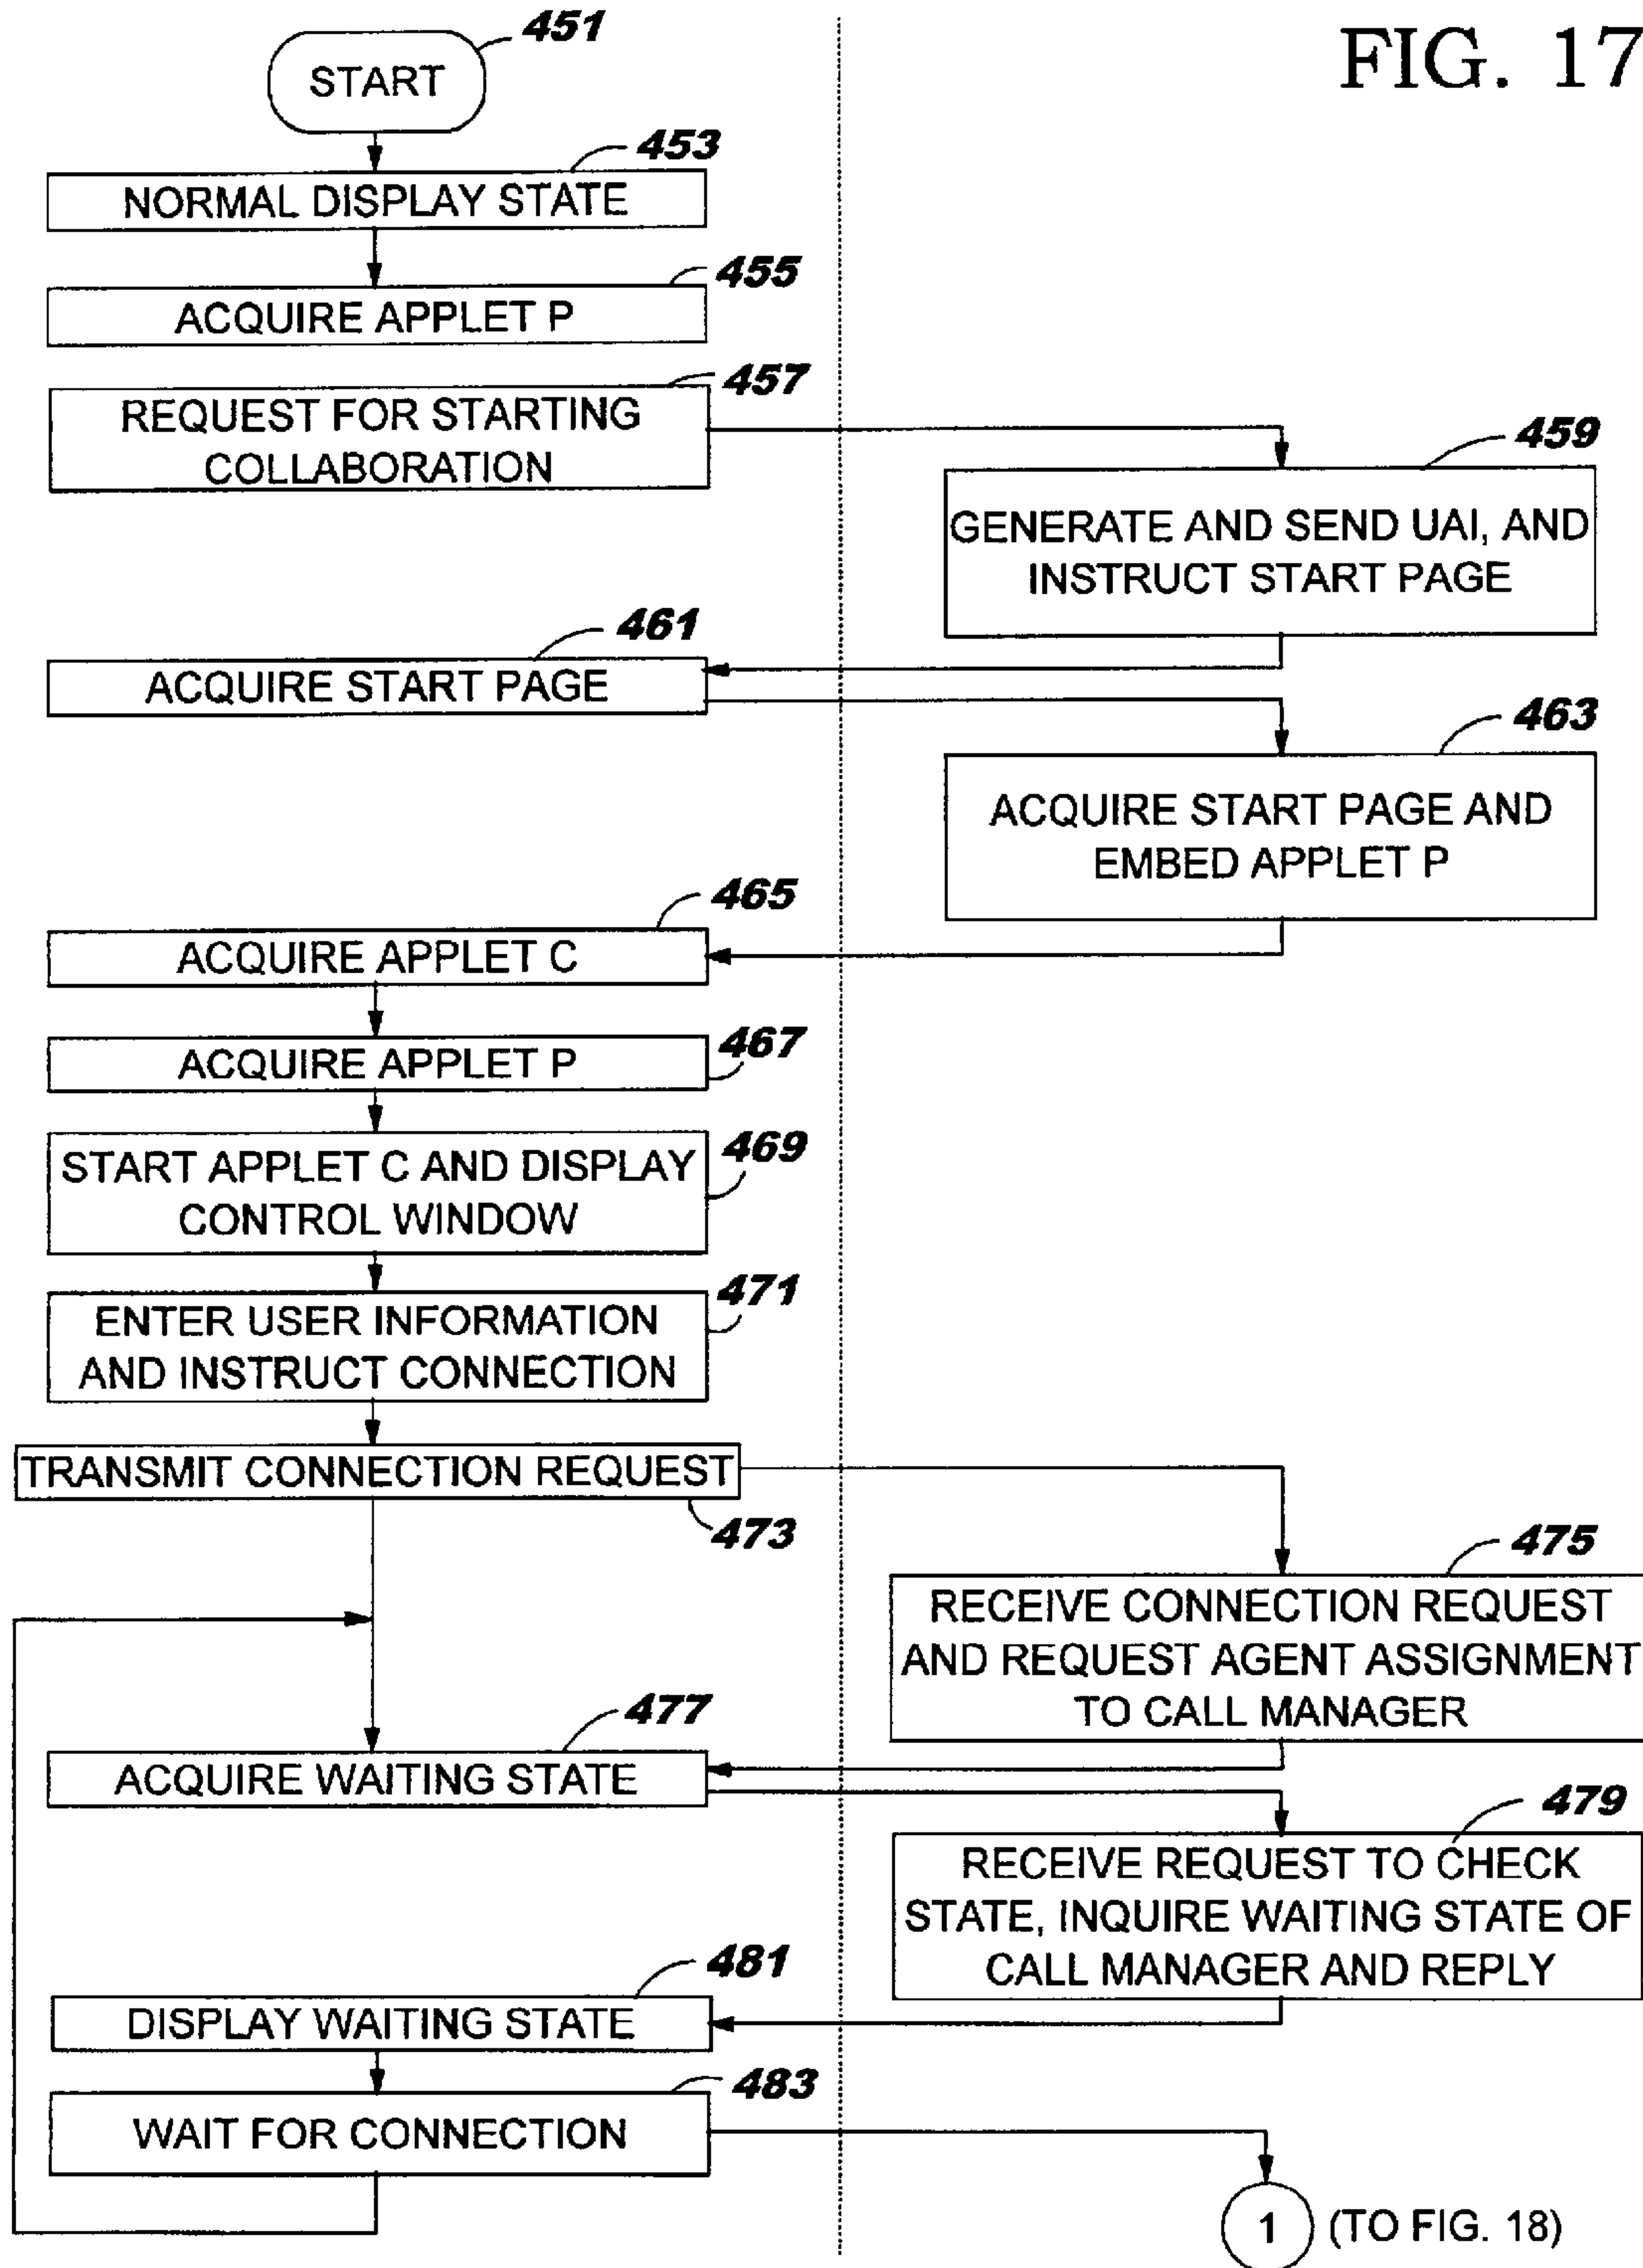 FIG. 17
451
START
453
NORMAL DISPLAY STATE
455
ACQUIRE APPLET P
457
REQUEST FOR STARTING
COLLABORATION
459
GENERATE AND SEND UAI, AND
INSTRUCT START PAGE
461
ACQUIRE START PAGE
463
ACQUIRE START PAGE AND
EMBED APPLET P
465
ACQUIRE APPLET C
467
ACQUIRE APPLET P
469
START APPLET C AND DISPLAY
CONTROL WINDOW
471
ENTER USER INFORMATION
AND INSTRUCT CONNECTION
TRANSMIT CONNECTION REQUEST
473
475
RECEIVE CONNECTION REQUEST
AND REQUEST AGENT ASSIGNMENT
TO CALL MANAGER
477
ACQUIRE WAITING STATE
479
RECEIVE REQUEST TO CHECK
STATE, INQUIRE WAITING STATE OF
CALL MANAGER AND REPLY
481
DISPLAY WAITING STATE
483
WAIT FOR CONNECTION
1 (TO FIG. 18)